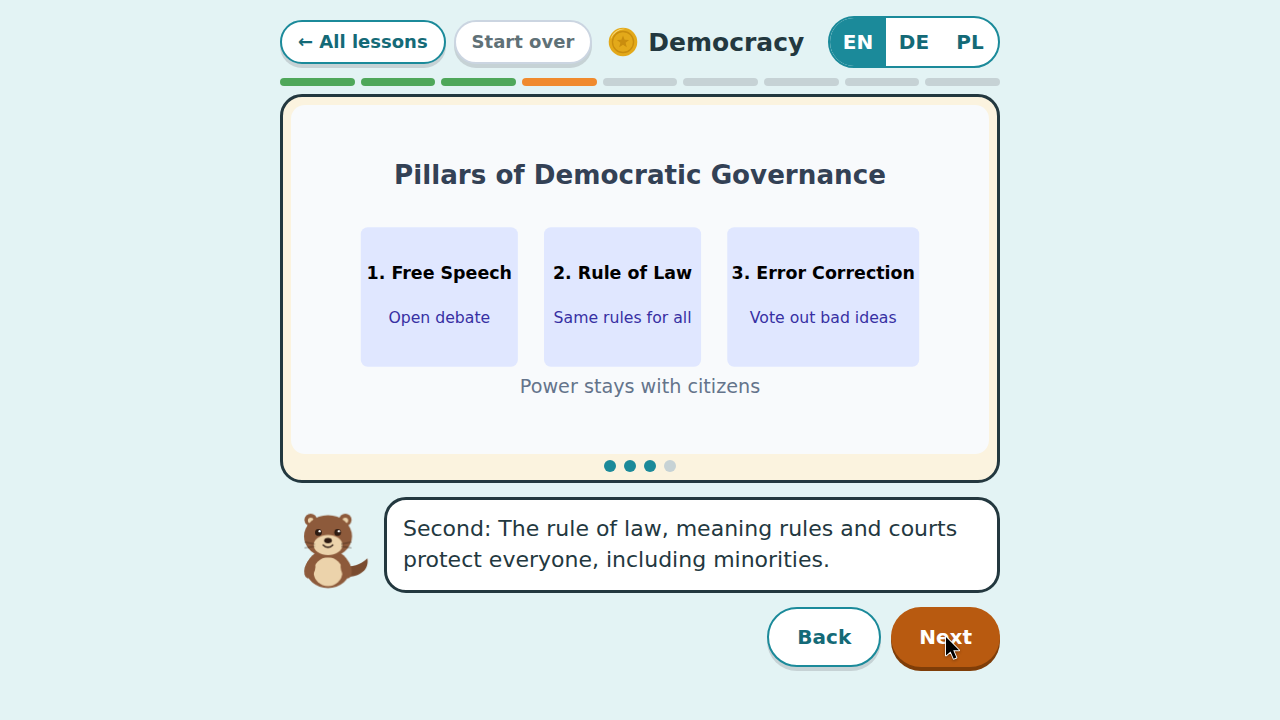 ← All lessons
Start over
Democracy
EN
DE
PL
Pillars of Democratic Governance
1. Free Speech
Open debate
2. Rule of Law
Same rules for all
3. Error Correction
Vote out bad ideas
Power stays with citizens
Second: The rule of law, meaning rules and courts
protect everyone, including minorities.
Back
Next